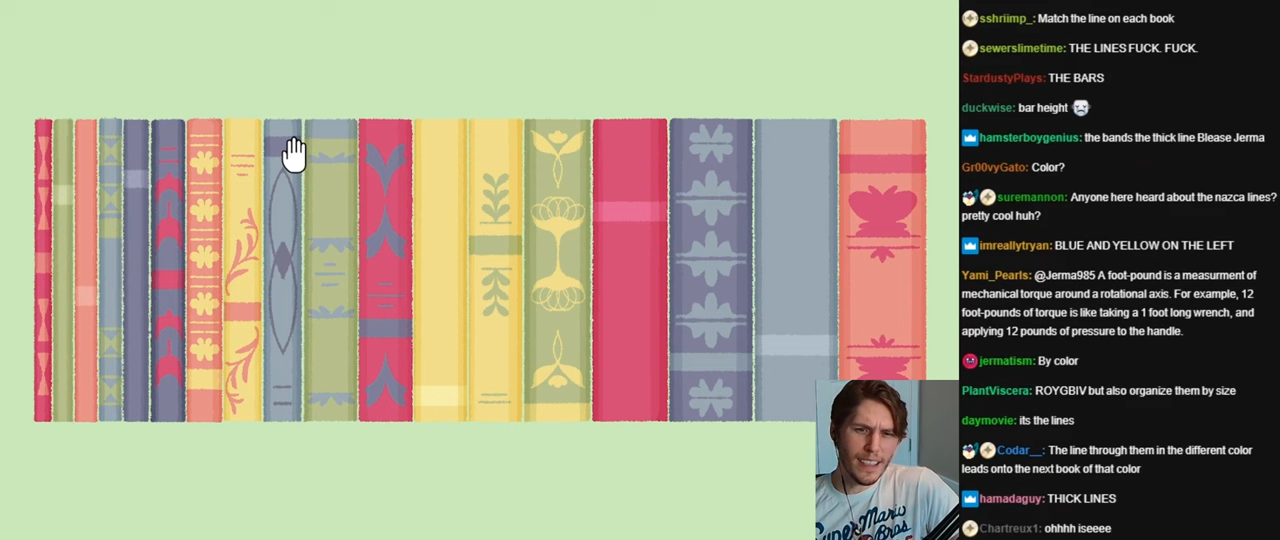 sshriimp_: Match the line on each book
sewerslimetime: THE LINES FUCK. FUCK.
StardustyPlays: THE BARS
duckwise: bar height
hamsterboygenius: the bands the thick line Blease Jerma
Gr00vyGato: Color?
suremannon: Anyone here heard about the nazca lines?
pretty cool huh?
imreallytryan: BLUE AND YELLOW ON THE LEFT
Yami_Pearls: @Jerma985 A foot-pound is a measurment of
mechanical torque around a rotational axis. For example, 12
foot-pounds of torque is like taking a 1 foot long wrench, and
applying 12 pounds of pressure to the handle.
jermatism: By color
PlantViscera: ROYGBIV but also organize them by size
daymovie: its the lines
Codar__: The line through them in the different color
leads onto the next book of that color
hamadaguy: THICK LINES
Chartreux1: ohhhh iseeee
SUPER MARIO
Bros.